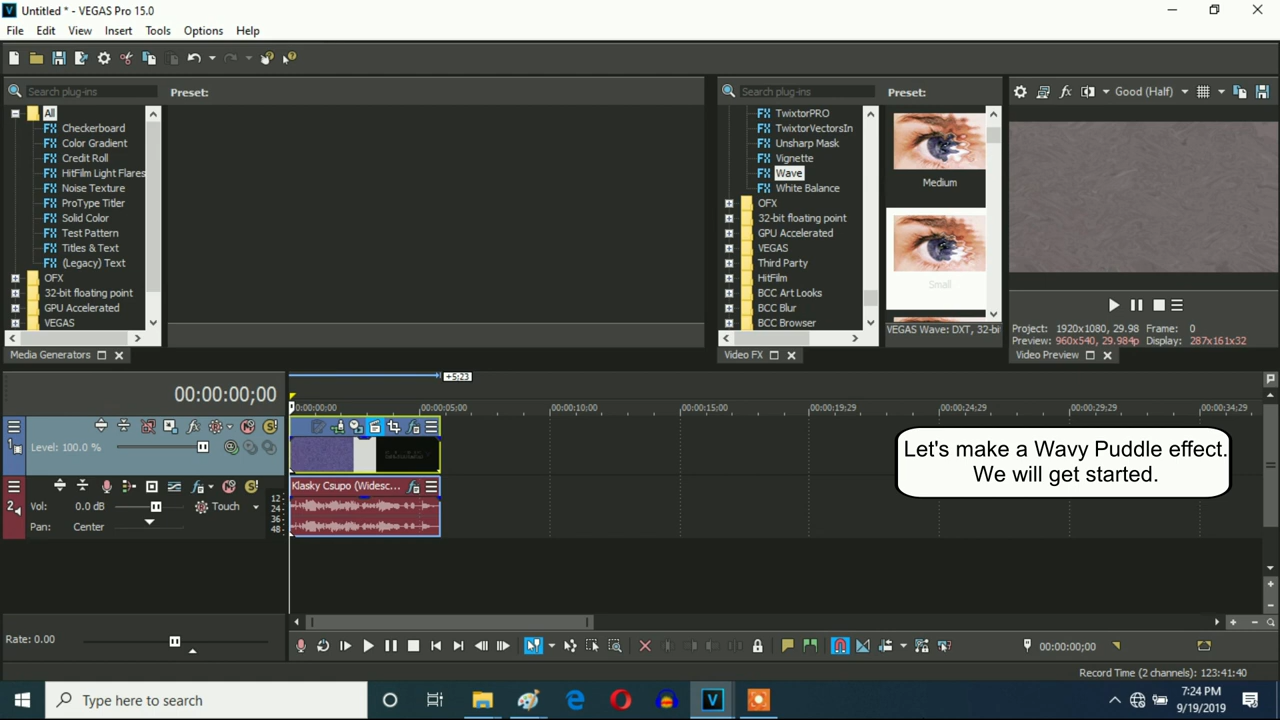 Untitled * - VEGAS Pro 15.0
File Edit View Insert Tools Options Help
Search plug-ins
Preset:
All
Checkerboard
Color Gradient
Credit Roll
HitFilm Light Flares
Noise Texture
ProType Titler
Solid Color
Test Pattern
Titles & Text
(Legacy) Text
OFX
32-bit floating point
GPU Accelerated
VEGAS
Media Generators
Search plug-ins
Preset:
TwixtorPRO
TwixtorVectorsIn
Unsharp Mask
Vignette
Wave
White Balance
OFX
32-bit floating point
GPU Accelerated
VEGAS
Third Party
HitFilm
BCC Art Looks
BCC Blur
BCC Browser
Medium
Small
VEGAS Wave: DXT, 32-bi
Video FX
Good (Half)
Project: 1920x1080, 29.98 Frame: 0
Preview: 960x540, 29.984p Display: 287x161x32
Video Preview
00:00:00;00
+5;23
00:00:00:00 00:00:05:00 00:00:10:00 00:00:15:00 00:00:19:29 00:00:24:29 00:00:29:29 00:00:34:29
1
Level: 100.0 %
2
Vol: 0.0 dB Touch
Pan: Center
12
24
36
48
Klasky Csupo (Widesc...
Let's make a Wavy Puddle effect.
We will get started.
Rate: 0.00
00:00:00;00
Record Time (2 channels): 123:41:40
Type here to search
7:24 PM
9/19/2019